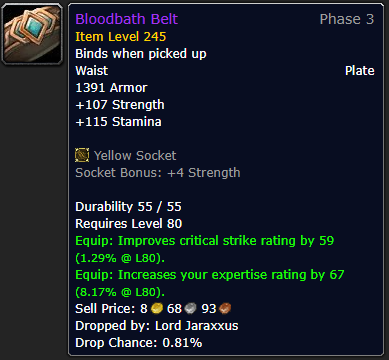 Bloodbath Belt Phase 3
Item Level 245
Binds when picked up
Waist Plate
1391 Armor
+107 Strength
+115 Stamina
Yellow Socket
Socket Bonus: +4 Strength
Durability 55 / 55
Requires Level 80
Equip: Improves critical strike rating by 59
(1.29% @ L80).
Equip: Increases your expertise rating by 67
(8.17% @ L80).
Sell Price: 8 68 93
Dropped by: Lord Jaraxxus
Drop Chance: 0.81%